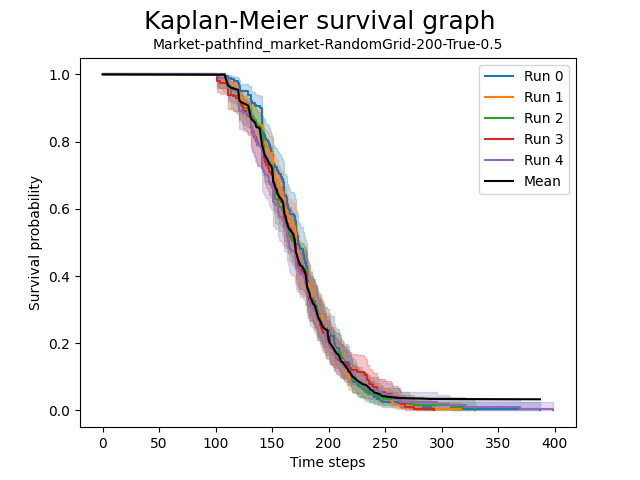 Kaplan-Meier survival graph
Market-pathfind_market-RandomGrid-200-True-0.5
Run 0
Run 1
Run 2
Run 3
Run 4
Mean
Survival probability
1.0
0.8
0.6
0.4
0.2
0.0
0 50 100 150 200 250 300 350 400
Time steps